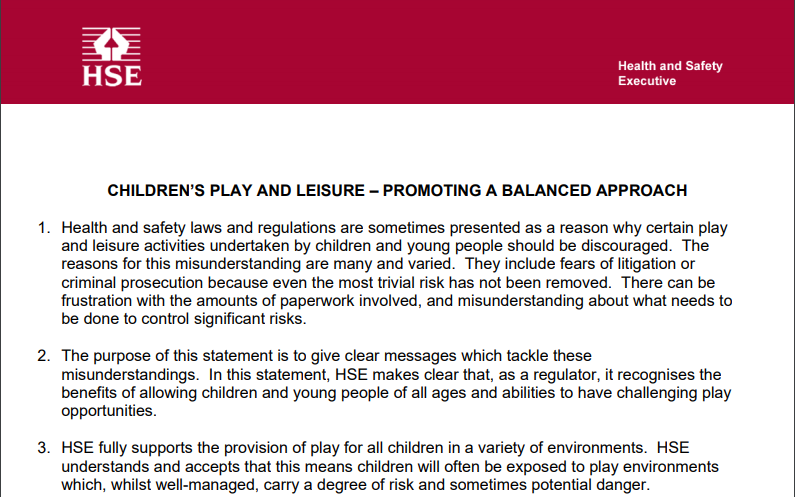 HSE
Health and Safety
Executive
CHILDREN'S PLAY AND LEISURE – PROMOTING A BALANCED APPROACH
1. Health and safety laws and regulations are sometimes presented as a reason why certain play
and leisure activities undertaken by children and young people should be discouraged. The
reasons for this misunderstanding are many and varied. They include fears of litigation or
criminal prosecution because even the most trivial risk has not been removed. There can be
frustration with the amounts of paperwork involved, and misunderstanding about what needs to
be done to control significant risks.
2. The purpose of this statement is to give clear messages which tackle these
misunderstandings. In this statement, HSE makes clear that, as a regulator, it recognises the
benefits of allowing children and young people of all ages and abilities to have challenging play
opportunities.
3. HSE fully supports the provision of play for all children in a variety of environments. HSE
understands and accepts that this means children will often be exposed to play environments
which, whilst well-managed, carry a degree of risk and sometimes potential danger.